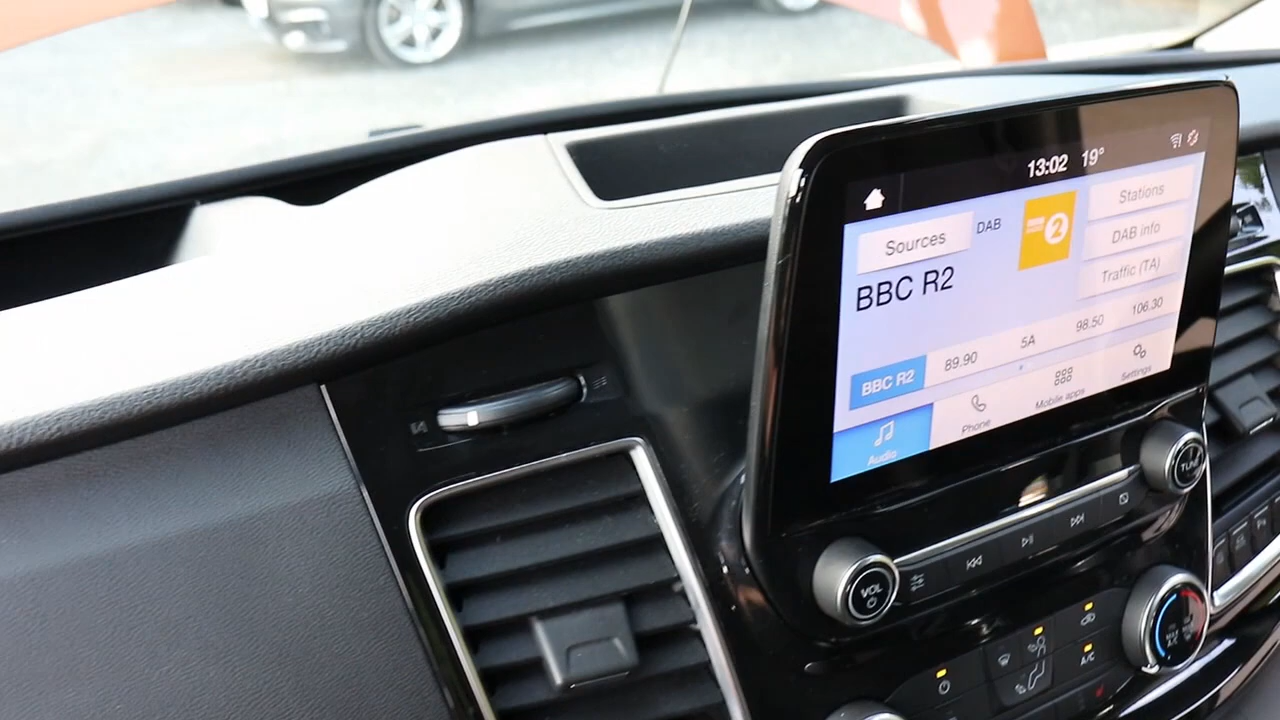 13:02 19°
Sources
DAB
2
Stations
DAB info
Traffic (TA)
BBC R2
BBC R2
89.90
5A
98.50
106.30
Audio
Phone
Mobile apps
Settings
VOL
TUNE
A/C